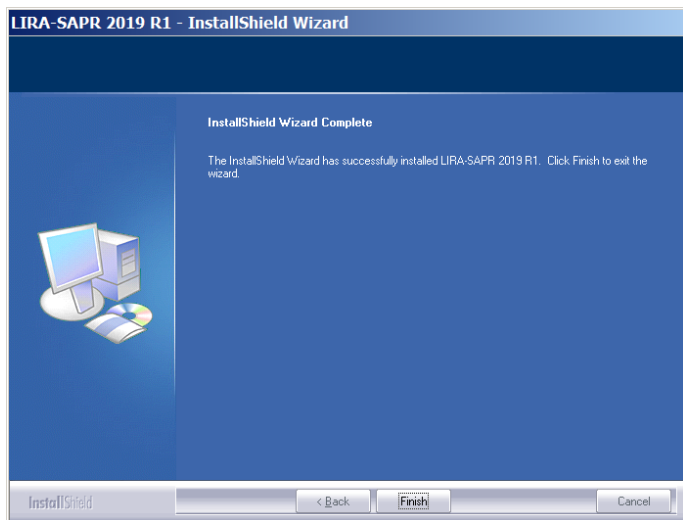 LIRA-SAPR 2019 R1 - InstallShield Wizard
InstallShield Wizard Complete
The InstallShield Wizard has successfully installed LIRA-SAPR 2019 R1. Click Finish to exit the
wizard.
InstallShield
< Back
Finish
Cancel